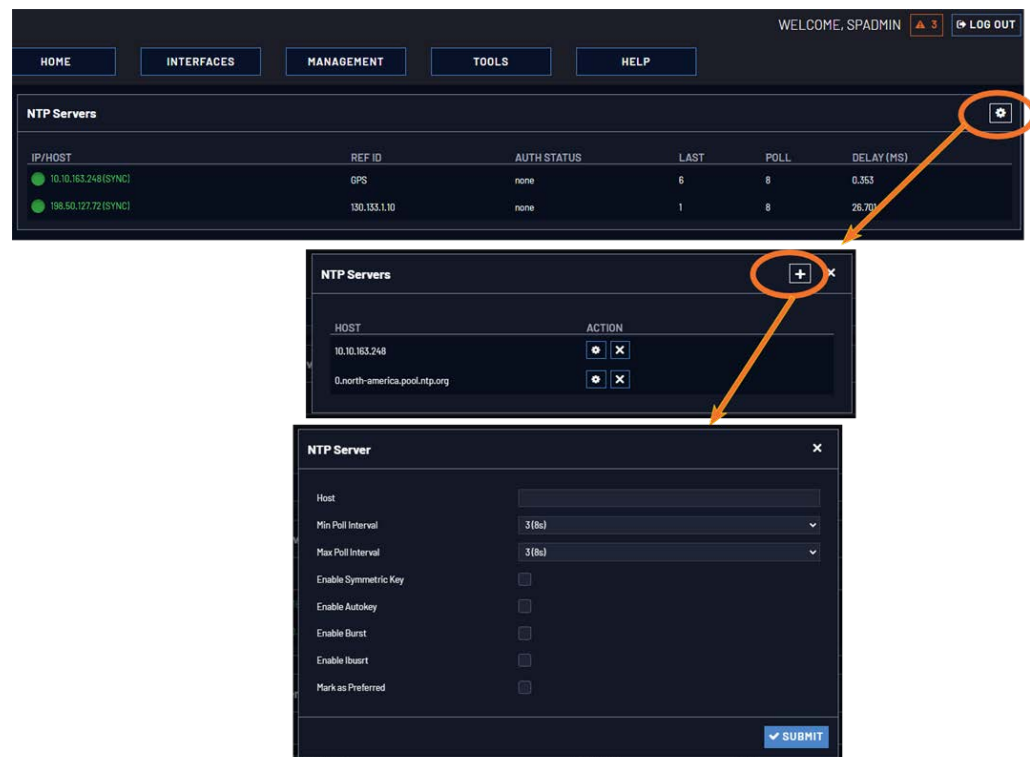 WELCOME, SPADMIN 3 LOG OUT
HOME INTERFACES MANAGEMENT TOOLS HELP
NTP Servers
IP/HOST REF ID AUTH STATUS LAST POLL DELAY (MS)
10.10.163.248 (SYNC) GPS none 6 8 0.353
198.50.127.72 (SYNC) 130.133.1.10 none 1 8 26.701
NTP Servers
HOST ACTION
10.10.163.248
0.north-america.pool.ntp.org
NTP Server
Host
Min Poll Interval 3 (8s)
Max Poll Interval 3 (8s)
Enable Symmetric Key
Enable Autokey
Enable Burst
Enable Ibusrt
Mark as Preferred
SUBMIT